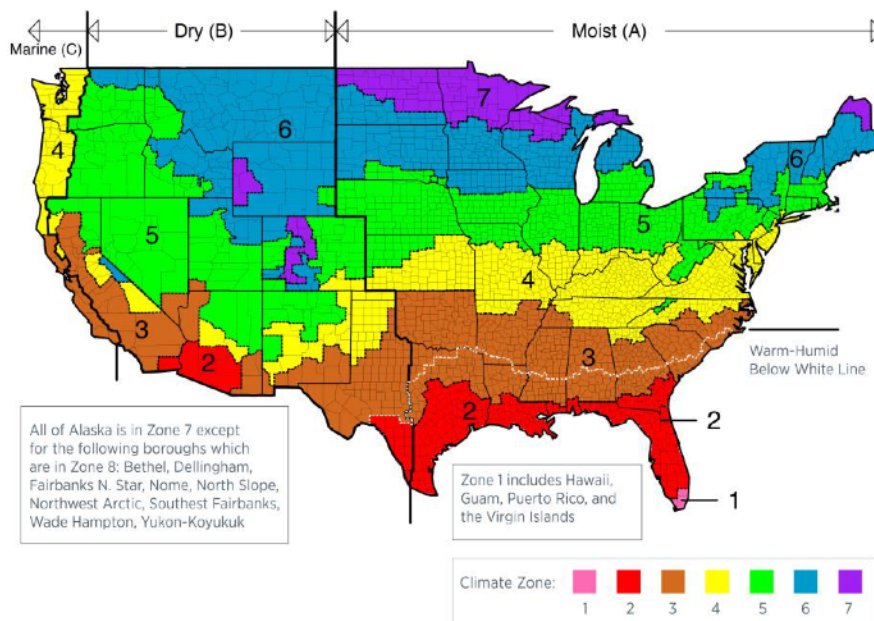 Marine (C)
Dry (B)
Moist (A)
7
6
6
4
5
5
4
3
3
2
2
2
1
Warm-Humid
Below White Line
All of Alaska is in Zone 7 except
for the following boroughs which
are in Zone 8: Bethel, Dellingham,
Fairbanks N. Star, Nome, North Slope,
Northwest Arctic, Southest Fairbanks,
Wade Hampton, Yukon-Koyukuk
Zone 1 includes Hawaii,
Guam, Puerto Rico, and
the Virgin Islands
Climate Zone:
1 2 3 4 5 6 7